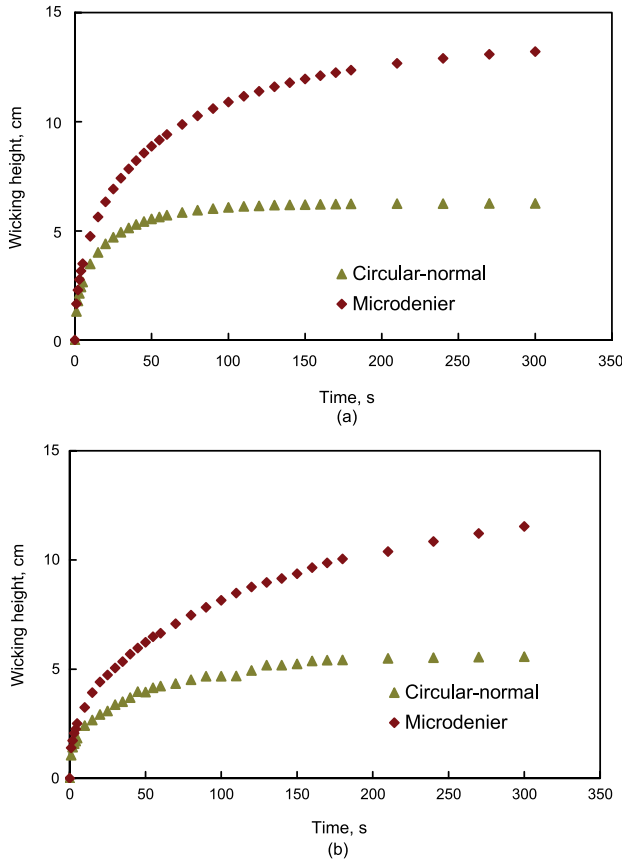 15
10
5
0
Wicking height, cm
Circular-normal
Microdenier
0 50 100 150 200 250 300 350
Time, s
(a)
15
10
5
0
Wicking height, cm
Circular-normal
Microdenier
0 50 100 150 200 250 300 350
Time, s
(b)